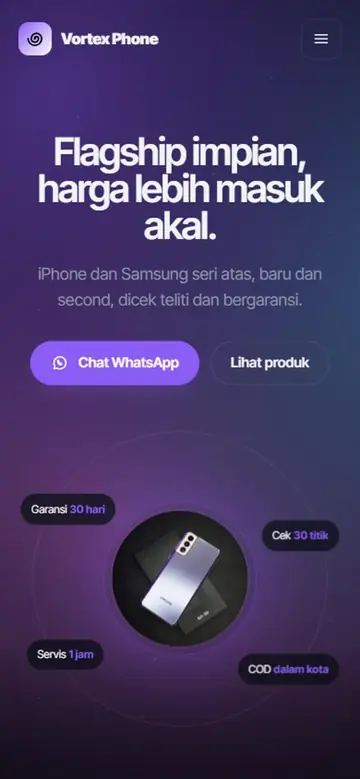 Vortex Phone
Flagship impian,
harga lebih masuk
akal.
iPhone dan Samsung seri atas, baru dan
second, dicek teliti dan bergaransi.
Chat WhatsApp
Lihat produk
Garansi 30 hari
Cek 30 titik
Servis 1 jam
COD dalam kota